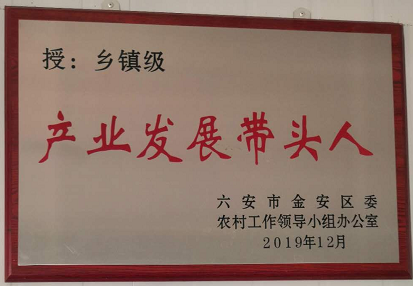 授：乡镇级
产业发展带头人
六安市金安区委
农村工作领导小组办公室
2019年12月